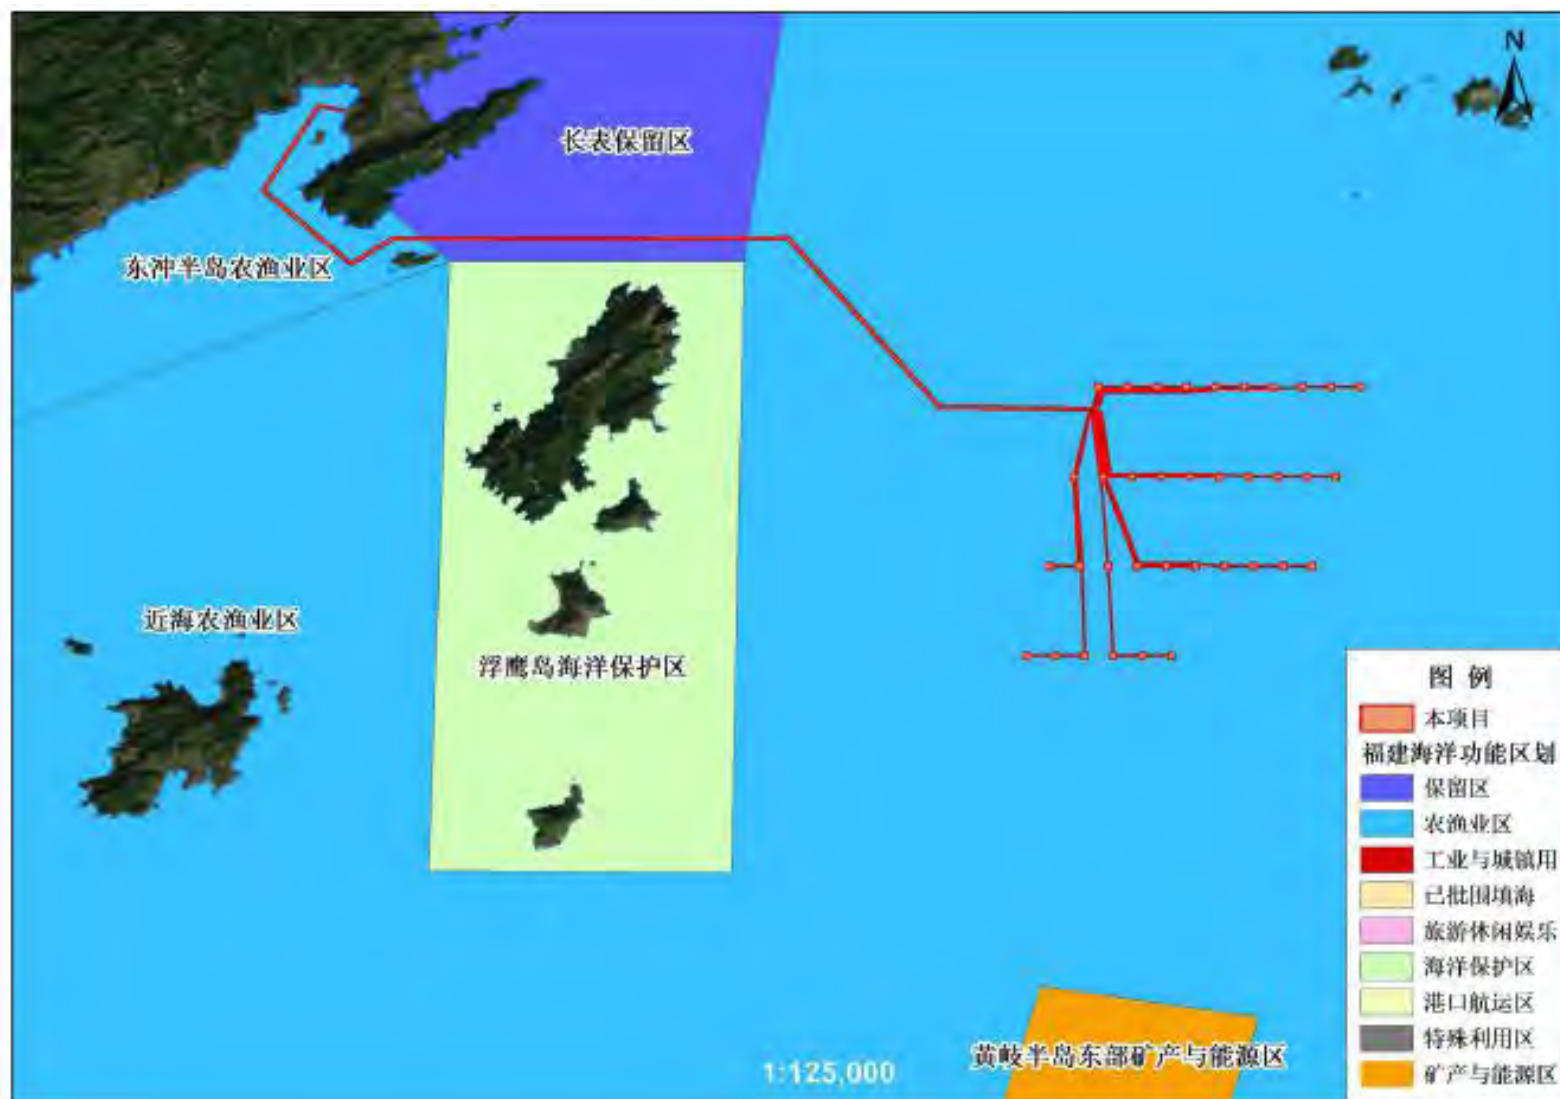 N
长表保留区
东冲半岛农渔业区
近海农渔业区
浮鹰岛海洋保护区
图 例
本项目
福建海洋功能区划
保留区
农渔业区
工业与城镇用
已批围填海
旅游休闲娱乐
海洋保护区
港口航运区
特殊利用区
矿产与能源区
黄岐半岛东部矿产与能源区
1:125,000